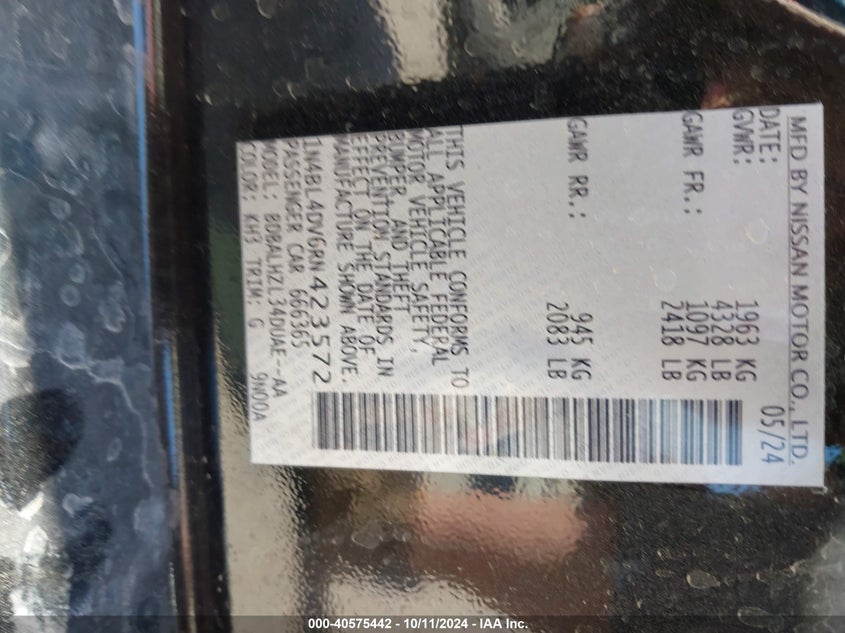 MFD BY NISSAN MOTOR CO., LTD.
DATE: 05/24
GVWR: 1963 KG
4328 LB
GAWR FR.: 1097 KG
2418 LB
GAWR RR.: 945 KG
2083 LB
THIS VEHICLE CONFORMS TO
ALL APPLICABLE FEDERAL
MOTOR VEHICLE SAFETY,
BUMPER, AND THEFT
PREVENTION STANDARDS IN
EFFECT ON THE DATE OF
MANUFACTURE SHOWN ABOVE.
1N4BL4DV6RN423572
PASSENGER CAR 666365
MODEL: BDBALHZL34DUAE--AA
COLOR: KH3 TRIM: G 9N00A
000-40575442 - 10/11/2024 - IAA Inc.